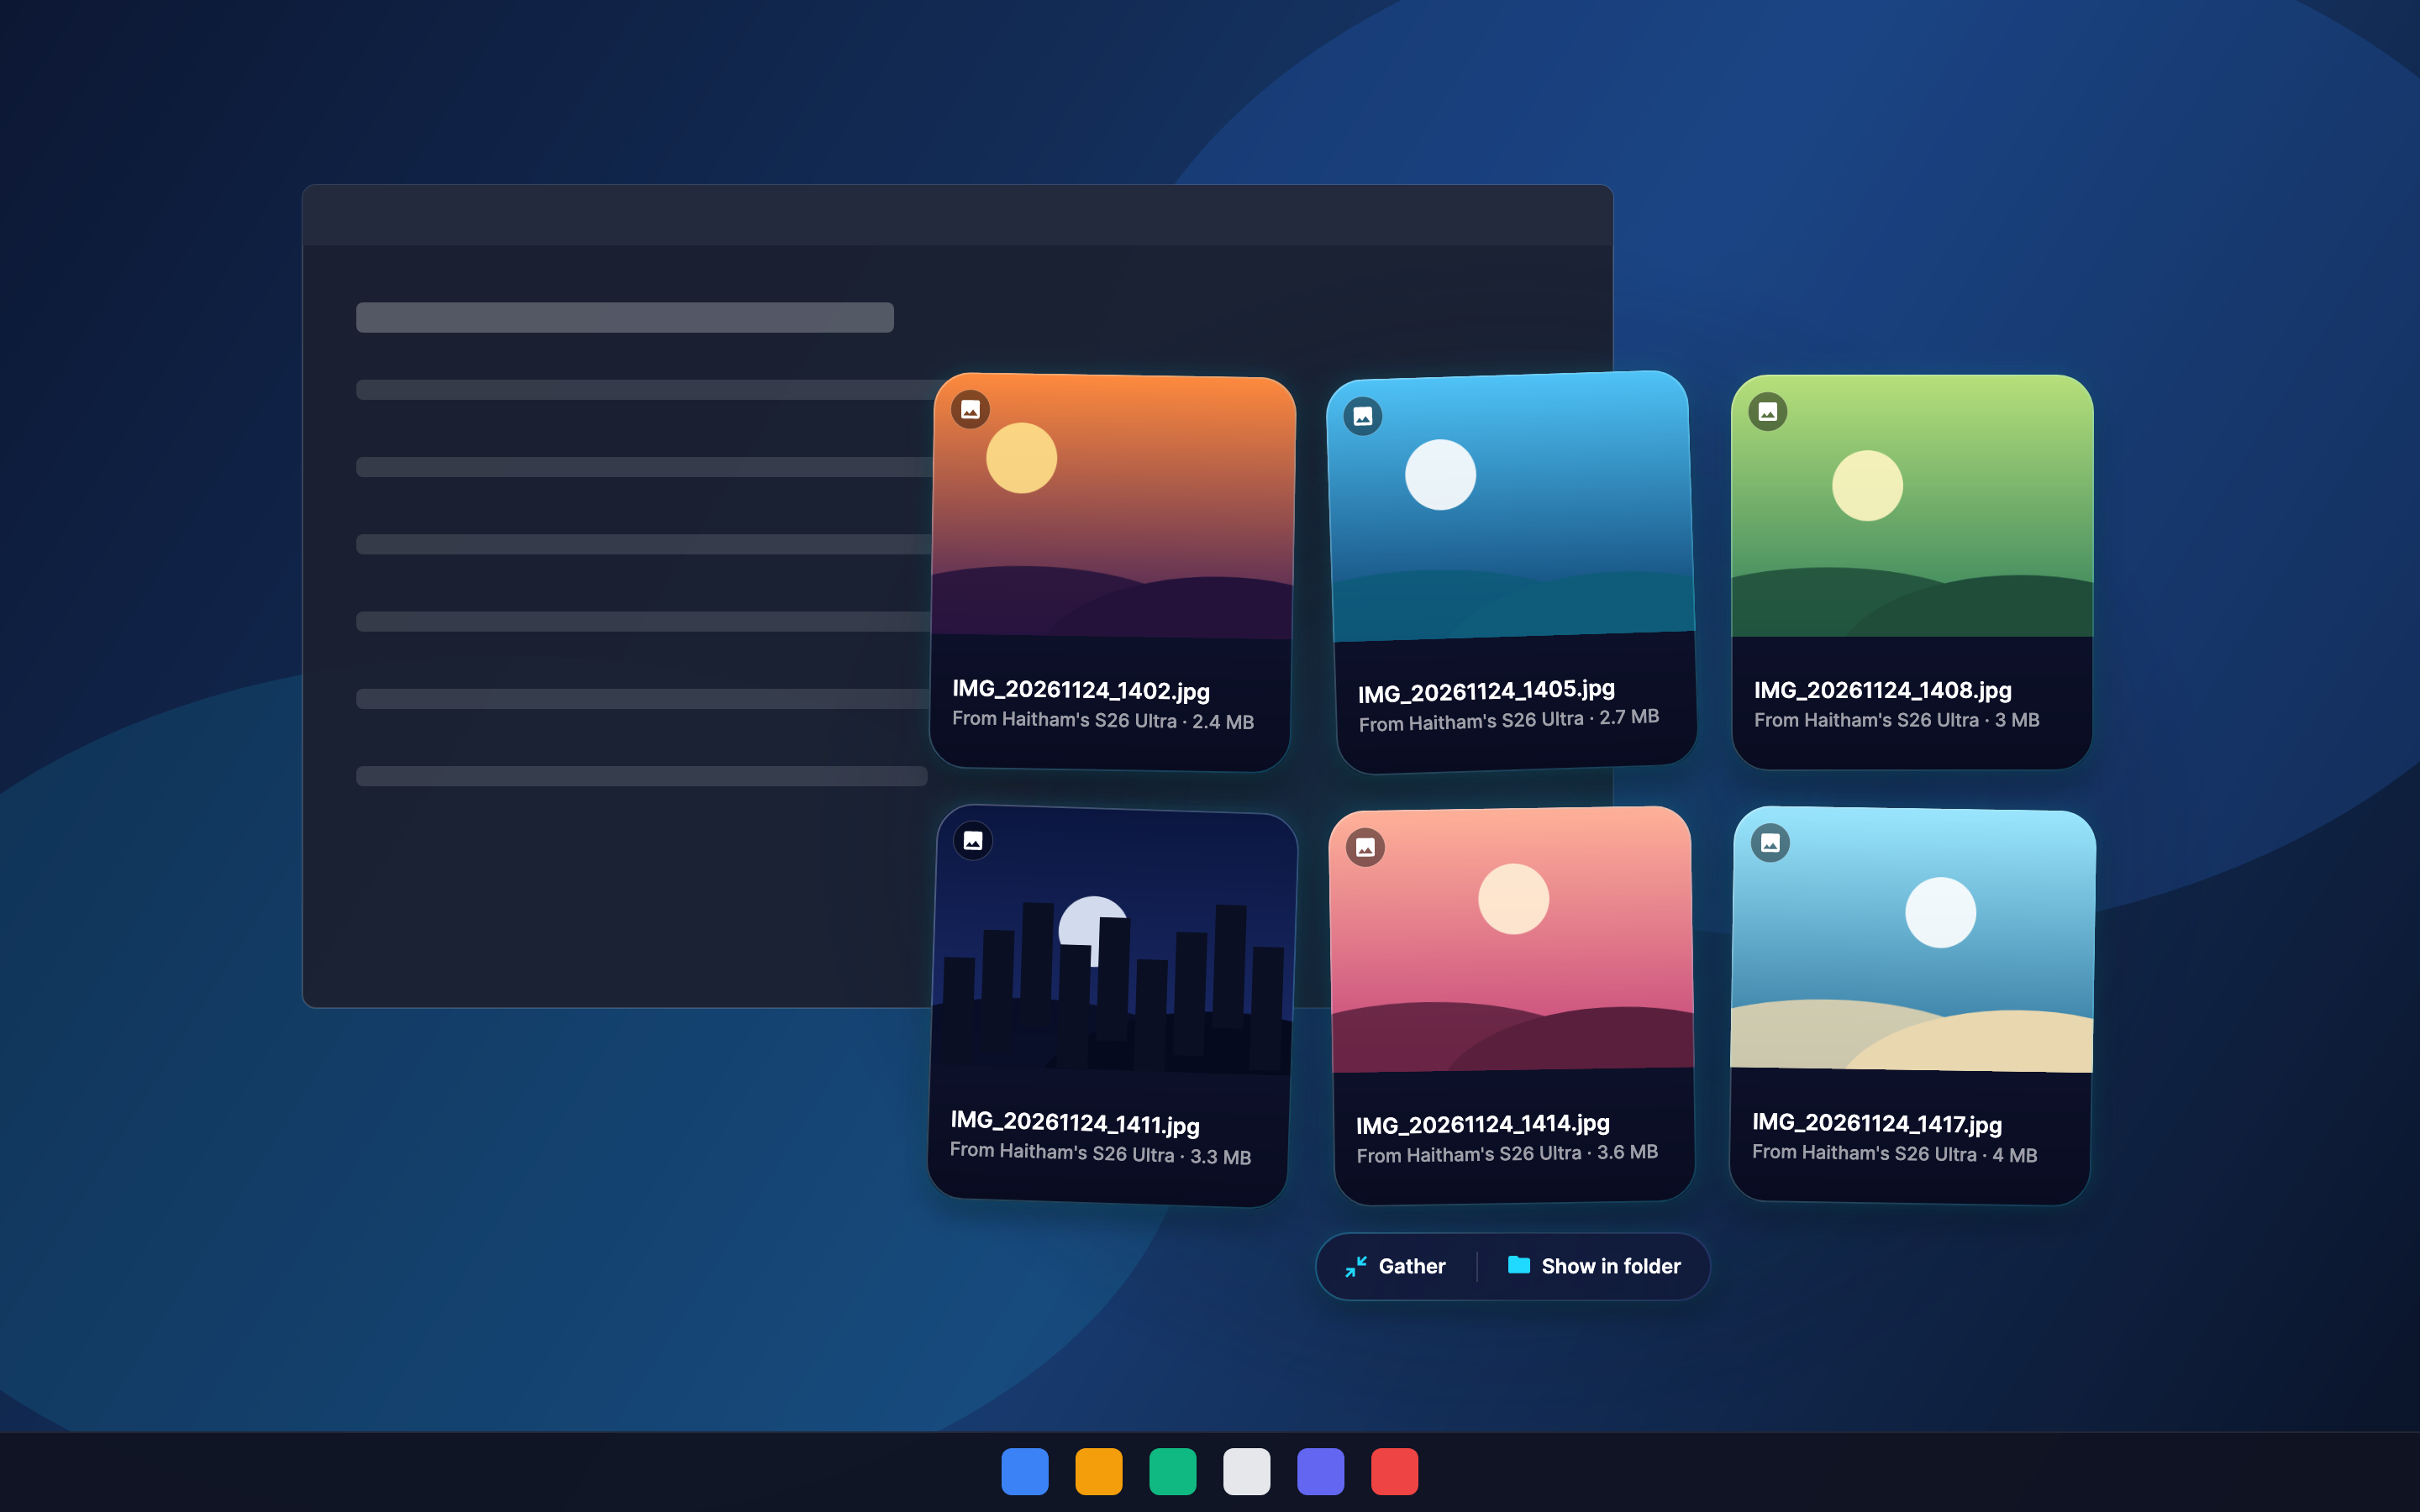 IMG_20261124_1402.jpg
From Haitham's S26 Ultra · 2.4 MB
IMG_20261124_1405.jpg
From Haitham's S26 Ultra · 2.7 MB
IMG_20261124_1408.jpg
From Haitham's S26 Ultra · 3 MB
IMG_20261124_1411.jpg
From Haitham's S26 Ultra · 3.3 MB
IMG_20261124_1414.jpg
From Haitham's S26 Ultra · 3.6 MB
IMG_20261124_1417.jpg
From Haitham's S26 Ultra · 4 MB
Gather
Show in folder